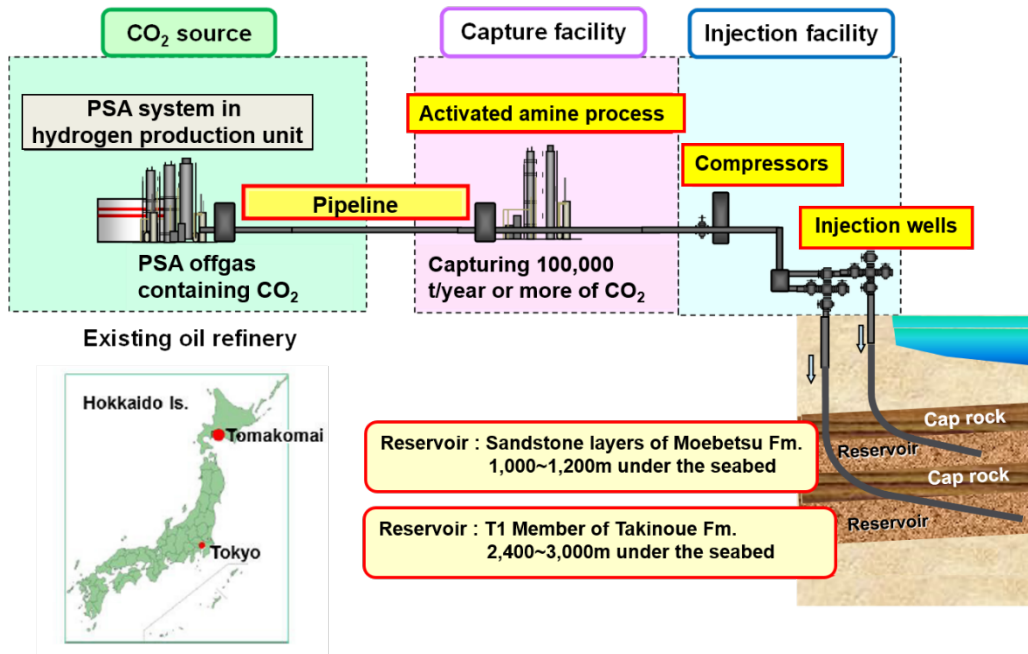 CO₂ source
Capture facility
Injection facility
PSA system in
hydrogen production unit
Activated amine process
Compressors
Pipeline
Injection wells
PSA offgas
containing CO₂
Capturing 100,000
t/year or more of CO₂
Existing oil refinery
Hokkaido Is.
Tomakomai
Tokyo
Reservoir : Sandstone layers of Moebetsu Fm.
1,000~1,200m under the seabed
Reservoir : T1 Member of Takinoue Fm.
2,400~3,000m under the seabed
Cap rock
Reservoir
Cap rock
Reservoir